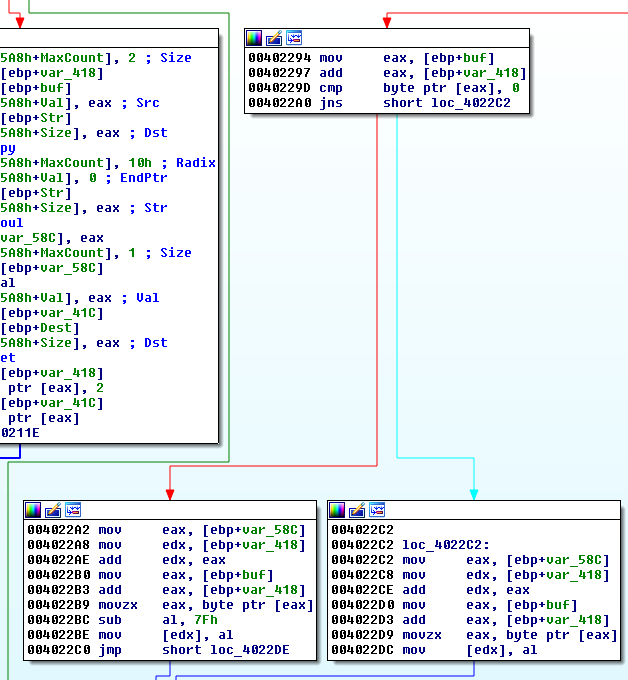 5A8h+MaxCount], 2 ; Size
[ebp+var_418]
[ebp+buf]
5A8h+Val], eax ; Src
[ebp+Str]
5A8h+Size], eax ; Dst
py
5A8h+MaxCount], 10h ; Radix
5A8h+Val], 0 ; EndPtr
[ebp+Str]
5A8h+Size], eax ; Str
oul
var_58C], eax
5A8h+MaxCount], 1 ; Size
[ebp+var_58C]
al
5A8h+Val], eax ; Val
[ebp+var_41C]
[ebp+Dest]
5A8h+Size], eax ; Dst
et
[ebp+var_418]
ptr [eax], 2
[ebp+var_41C]
ptr [eax]
0211E
00402294 mov eax, [ebp+buf]
00402297 add eax, [ebp+var_418]
0040229D cmp byte ptr [eax], 0
004022A0 jns short loc_4022C2
004022A2 mov eax, [ebp+var_58C]
004022A8 mov edx, [ebp+var_418]
004022AE add edx, eax
004022B0 mov eax, [ebp+buf]
004022B3 add eax, [ebp+var_418]
004022B9 movzx eax, byte ptr [eax]
004022BC sub al, 7Fh
004022BE mov [edx], al
004022C0 jmp short loc_4022DE
004022C2
004022C2 loc_4022C2:
004022C2 mov eax, [ebp+var_58C]
004022C8 mov edx, [ebp+var_418]
004022CE add edx, eax
004022D0 mov eax, [ebp+buf]
004022D3 add eax, [ebp+var_418]
004022D9 movzx eax, byte ptr [eax]
004022DC mov [edx], al